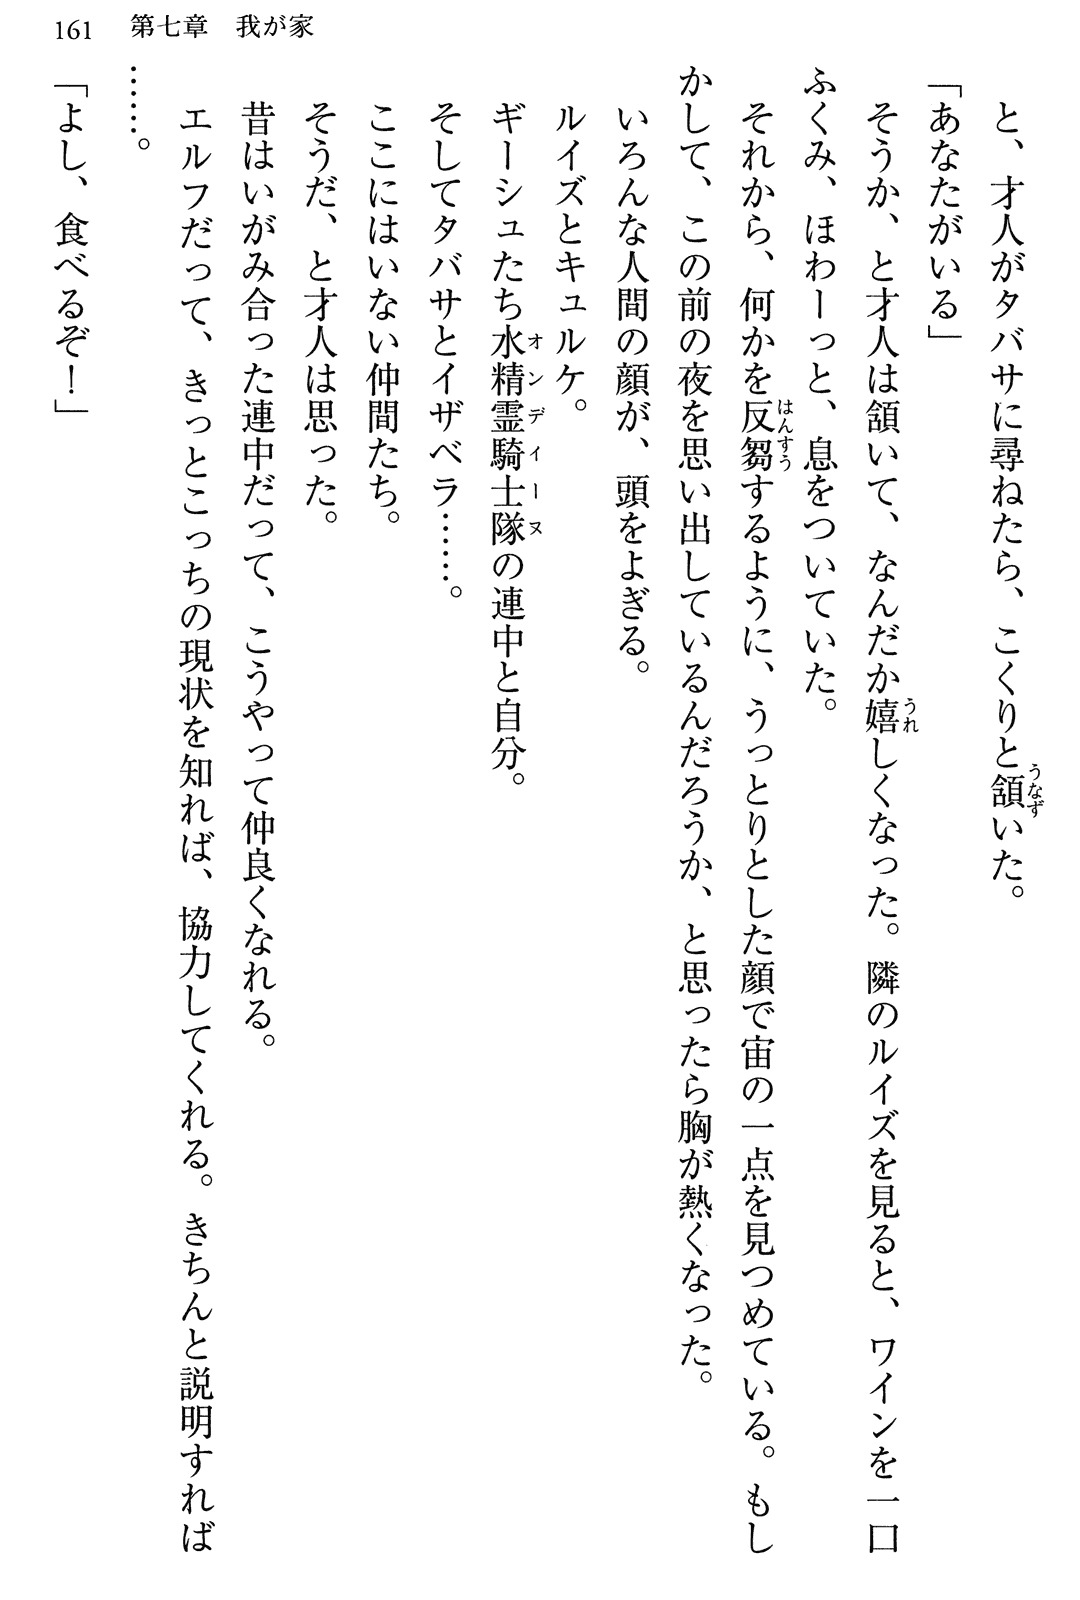 161　第七章　我が家
と、才人がタバサに尋ねたら、こくりと頷いた。
「あなたがいる」
そうか、と才人は頷いて、なんだか嬉しくなった。隣のルイズを見ると、ワインを一口
ふくみ、ほわーっと、息をついていた。
それから、何かを反芻するように、うっとりとした顔で宙の一点を見つめている。もし
かして、この前の夜を思い出しているんだろうか、と思ったら胸が熱くなった。
いろんな人間の顔が、頭をよぎる。
ルイズとキュルケ。
ギーシュたち水精霊騎士隊の連中と自分。
そしてタバサとイザベラ……。
ここにはいない仲間たち。
そうだ、と才人は思った。
昔はいがみ合った連中だって、こうやって仲良くなれる。
エルフだって、きっとこっちの現状を知れば、協力してくれる。きちんと説明すれば
……。
「よし、食べるぞ！」
うなず
うれ
はんすう
オンディーヌ